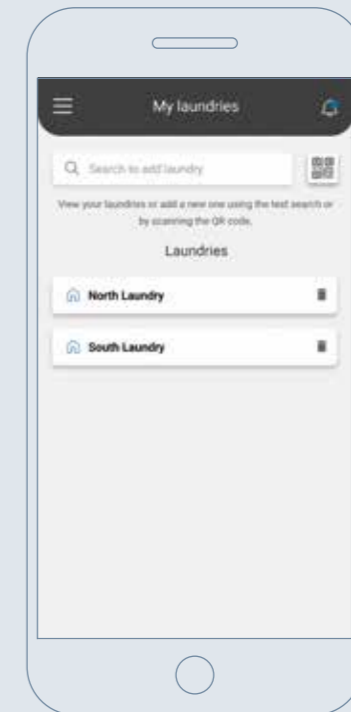 My laundries
Search to add laundry
View your laundries or add a new one using the text search or
by scanning the QR code.
Laundries
North Laundry
South Laundry